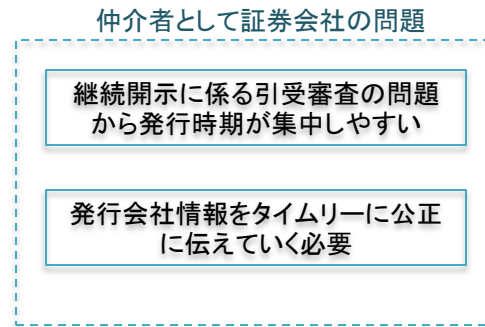 仲介者として証券会社の問題
継続開示に係る引受審査の問題
から発行時期が集中しやすい
発行会社情報をタイムリーに公正
に伝えていく必要